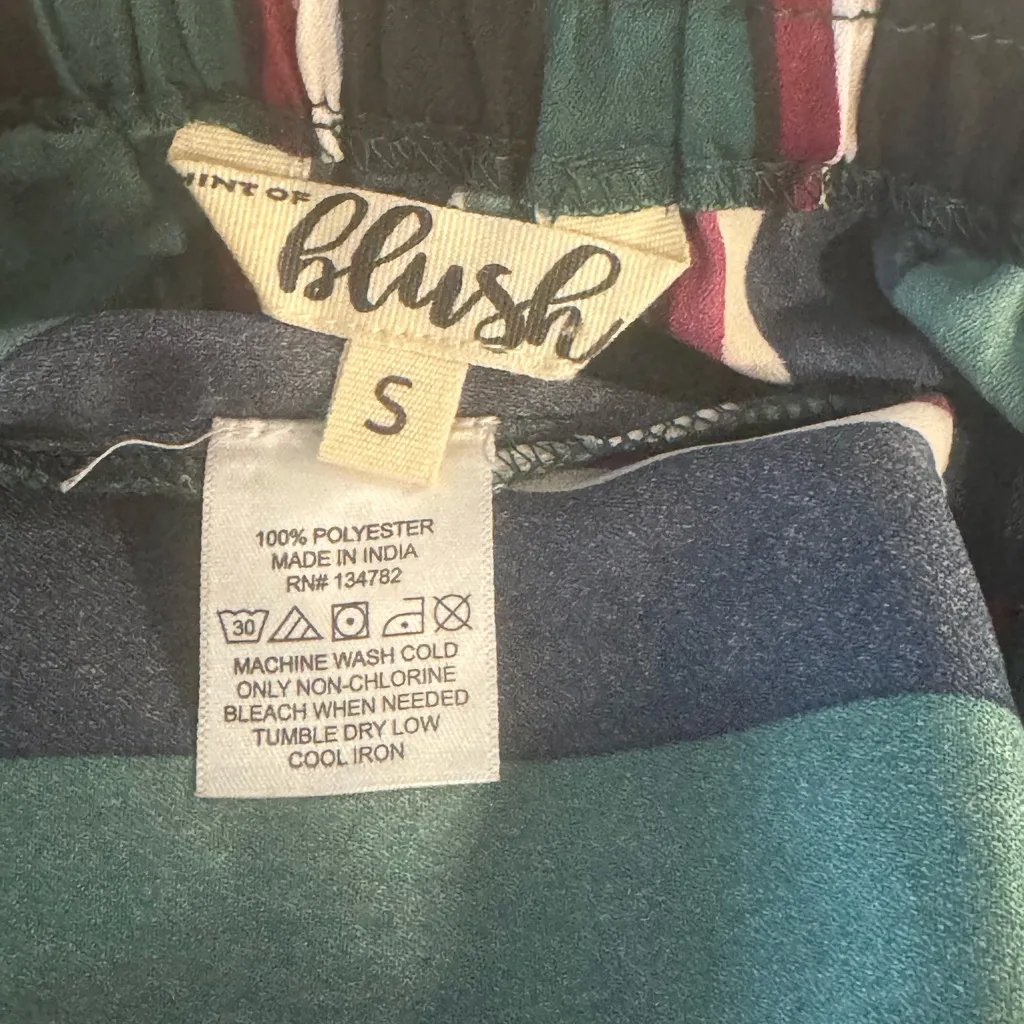 HINT OF
blush
S
100% POLYESTER
MADE IN INDIA
RN# 134782
30
MACHINE WASH COLD
ONLY NON-CHLORINE
BLEACH WHEN NEEDED
TUMBLE DRY LOW
COOL IRON